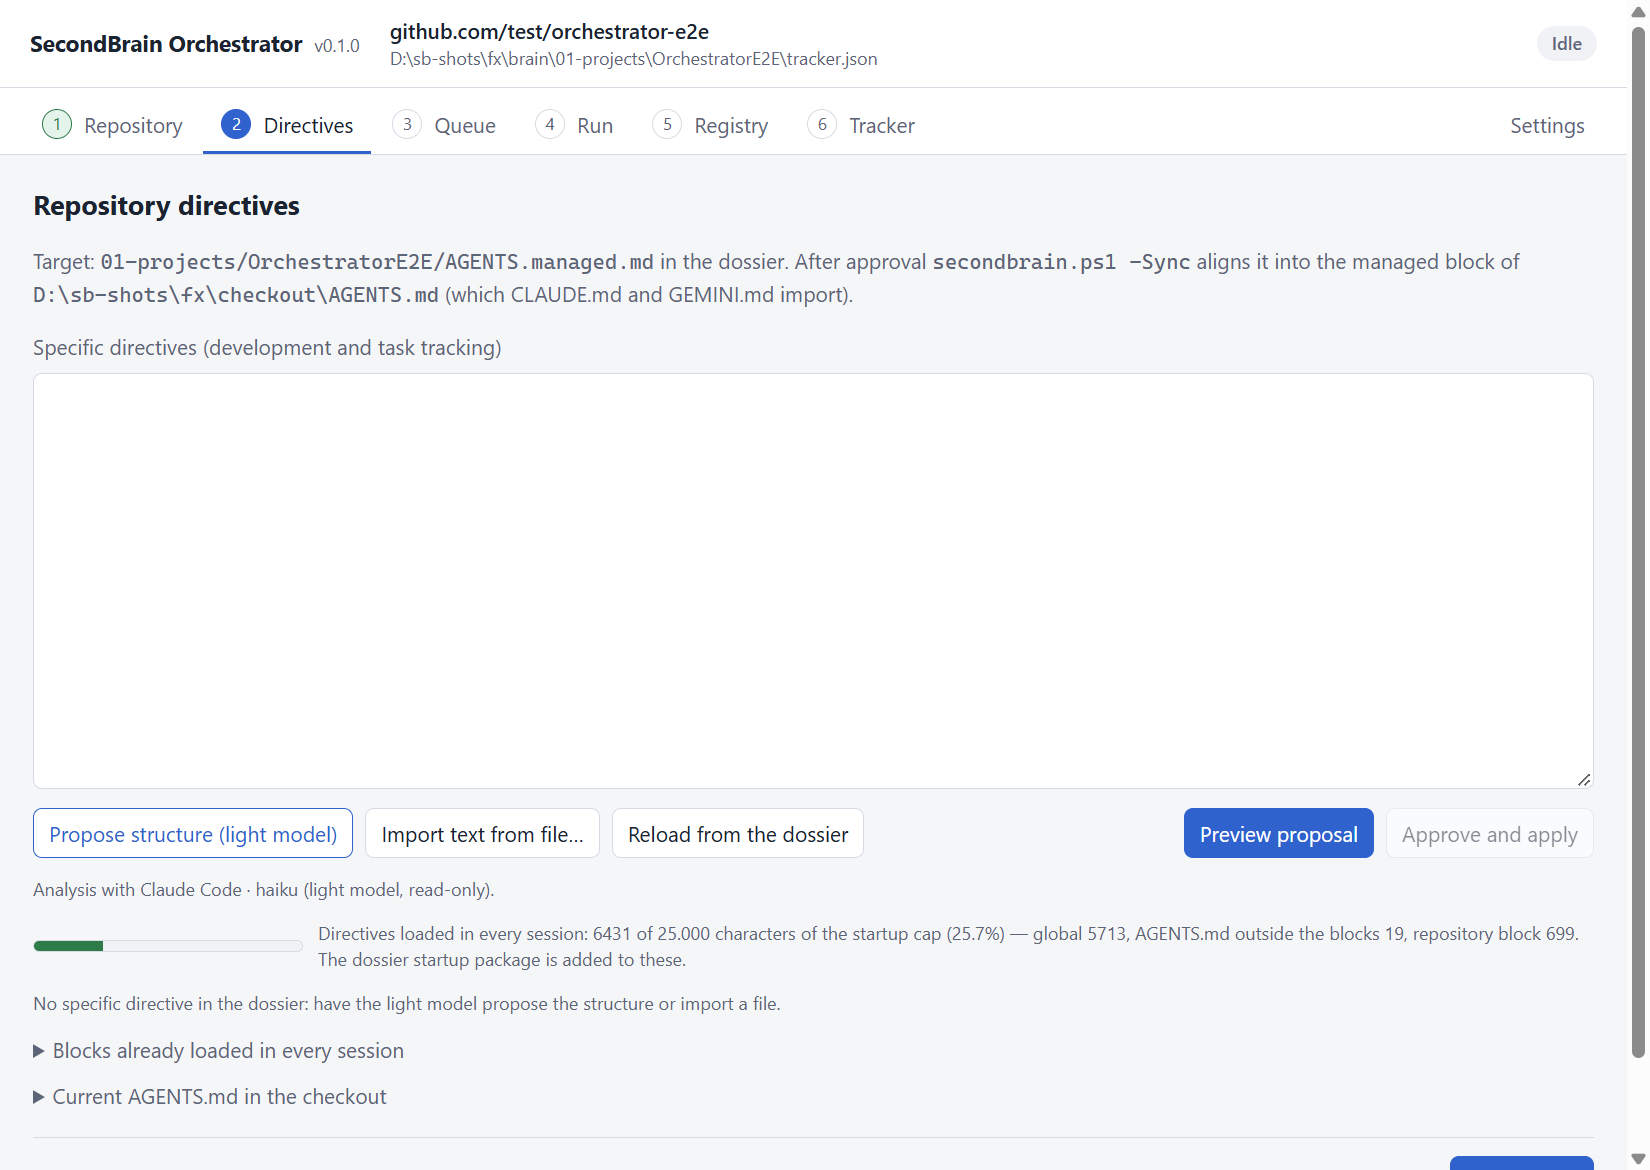 SecondBrain Orchestrator v0.1.0
github.com/test/orchestrator-e2e
D:\sb-shots\fx\brain\01-projects\OrchestratorE2E\tracker.json
Idle
1 Repository 2 Directives 3 Queue 4 Run 5 Registry 6 Tracker Settings
Repository directives
Target: 01-projects/OrchestratorE2E/AGENTS.managed.md in the dossier. After approval secondbrain.ps1 -Sync aligns it into the managed block of
D:\sb-shots\fx\checkout\AGENTS.md (which CLAUDE.md and GEMINI.md import).
Specific directives (development and task tracking)
Propose structure (light model) Import text from file... Reload from the dossier Preview proposal Approve and apply
Analysis with Claude Code · haiku (light model, read-only).
Directives loaded in every session: 6431 of 25.000 characters of the startup cap (25.7%) — global 5713, AGENTS.md outside the blocks 19, repository block 699.
The dossier startup package is added to these.
No specific directive in the dossier: have the light model propose the structure or import a file.
Blocks already loaded in every session
Current AGENTS.md in the checkout